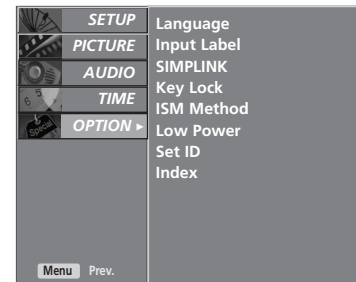 SETUP
PICTURE
AUDIO
TIME
OPTION ►
Language
Input Label
SIMPLINK
Key Lock
ISM Method
Low Power
Set ID
Index
Menu Prev.